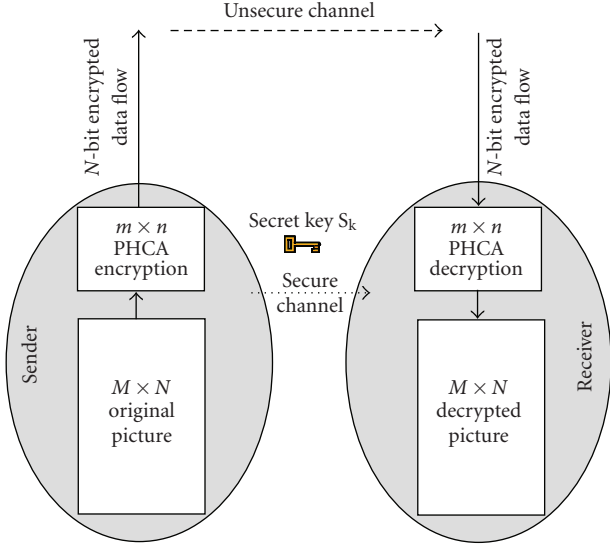 Unsecure channel
N-bit encrypted
data flow
N-bit encrypted
data flow
m × n
PHCA
encryption
Secret key Sₖ
m × n
PHCA
decryption
Secure
channel
Sender
M × N
original
picture
M × N
decrypted
picture
Receiver